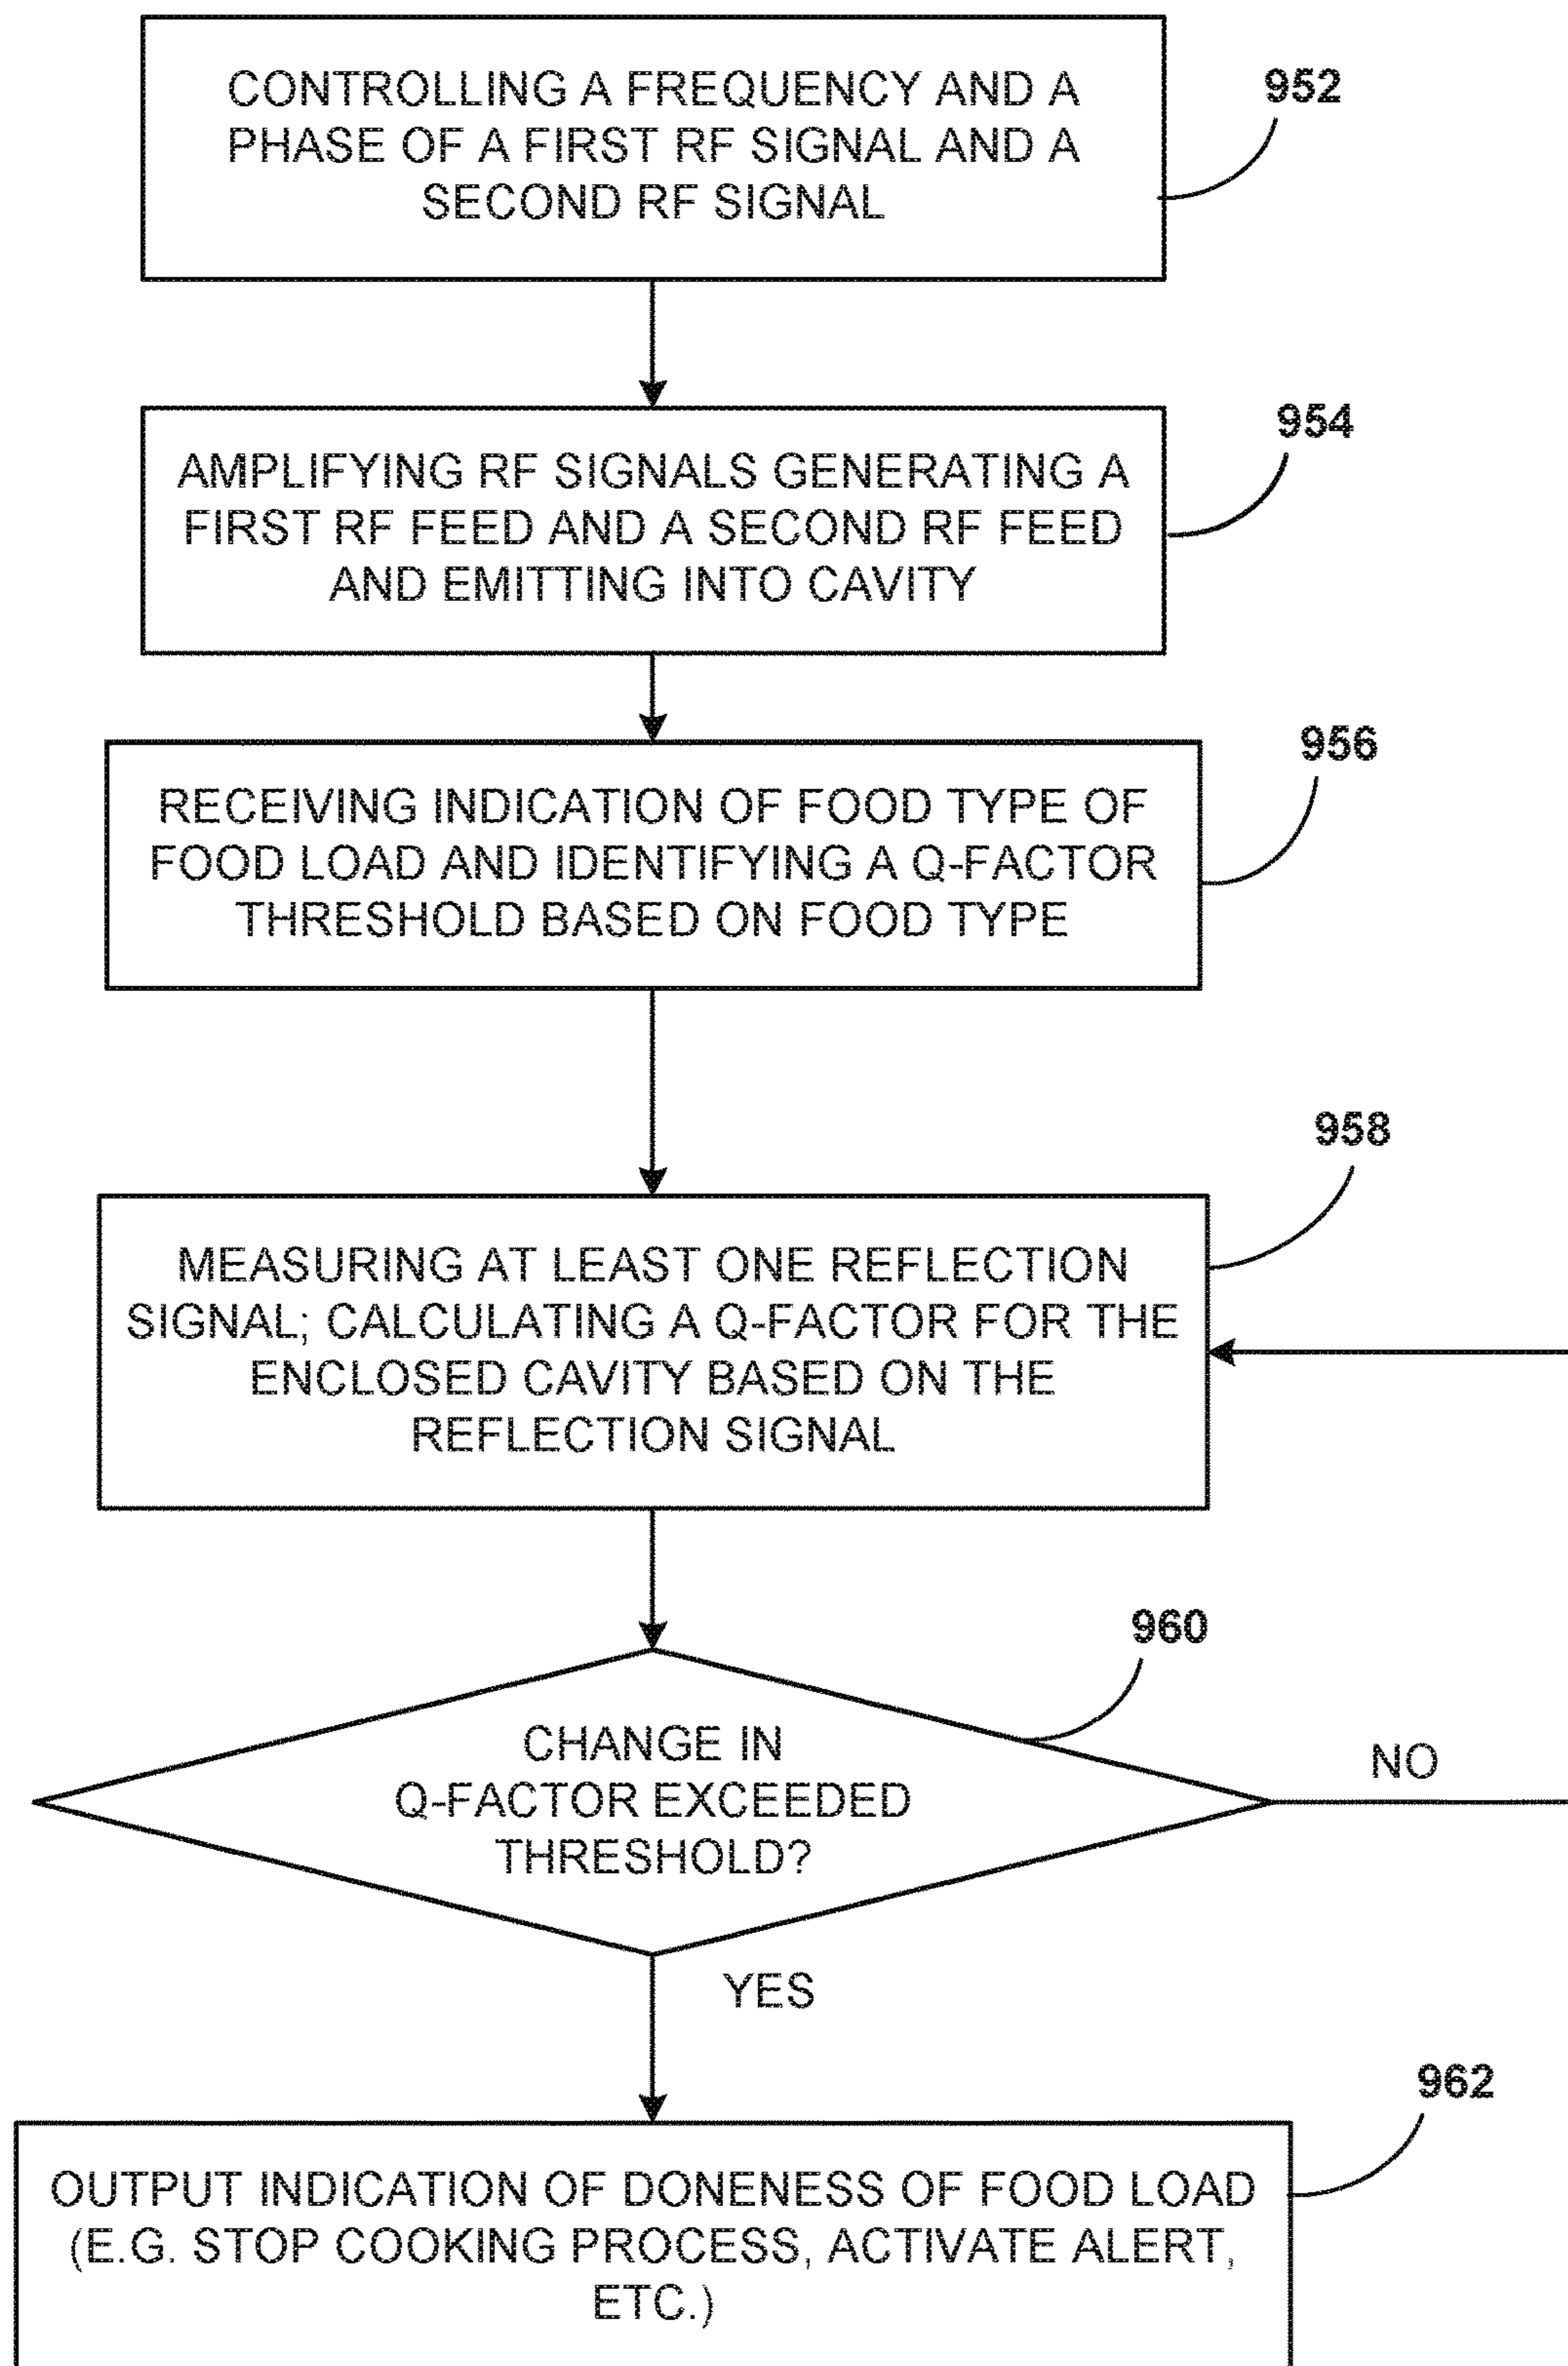 CONTROLLING A FREQUENCY AND A
PHASE OF A FIRST RF SIGNAL AND A
SECOND RF SIGNAL
952
AMPLIFYING RF SIGNALS GENERATING A
FIRST RF FEED AND A SECOND RF FEED
AND EMITTING INTO CAVITY
954
RECEIVING INDICATION OF FOOD TYPE OF
FOOD LOAD AND IDENTIFYING A Q-FACTOR
THRESHOLD BASED ON FOOD TYPE
956
MEASURING AT LEAST ONE REFLECTION
SIGNAL; CALCULATING A Q-FACTOR FOR THE
ENCLOSED CAVITY BASED ON THE
REFLECTION SIGNAL
958
CHANGE IN
Q-FACTOR EXCEEDED
THRESHOLD?
960
NO
YES
OUTPUT INDICATION OF DONENESS OF FOOD LOAD
(E.G. STOP COOKING PROCESS, ACTIVATE ALERT,
ETC.)
962